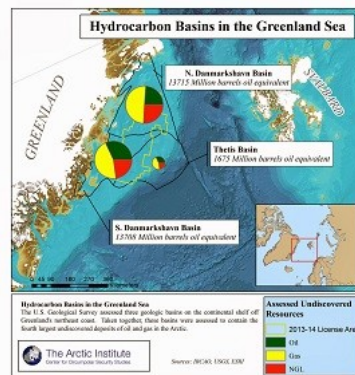 Hydrocarbon Basins in the Greenland Sea
GREENLAND
SVALBARD
N. Danmarkshavn Basin
13715 Million barrels oil equivalent
Thetis Basin
1675 Million barrels oil equivalent
S. Danmarkshavn Basin
13708 Million barrels oil equivalent
Hydrocarbon Basins in the Greenland Sea
The U.S. Geological Survey assessed three geologic basins on the continental shelf off
Greenland's northeast coast. Taken together, these basins were assessed to contain the
fourth largest undiscovered deposits of oil and gas in the Arctic.
The Arctic Institute
Center for Circumpolar Security Studies
Sources: IBCAO, USGS, ESRI
Assessed Undiscovered
Resources
2013-14 License Area
Oil
Gas
NGL